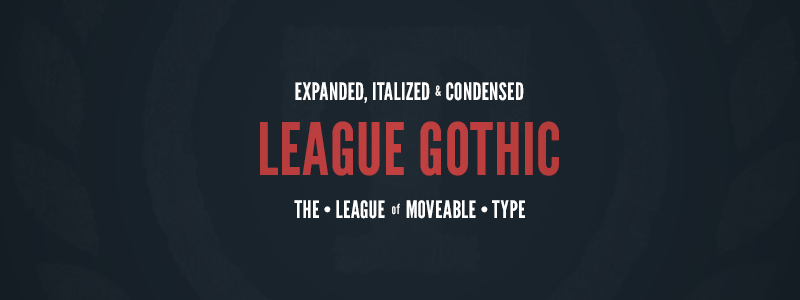 EXPANDED, ITALIZED & CONDENSED
LEAGUE GOTHIC
THE • LEAGUE of MOVEABLE • TYPE